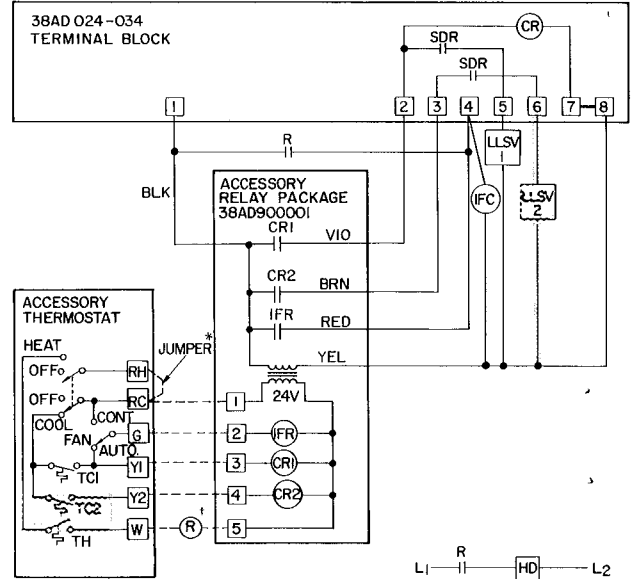 38AD 024-034
TERMINAL BLOCK
CR
SDR
SDR
1 2 3 4 5 6 7 8
R
LLSV 1
BLK
ACCESSORY
RELAY PACKAGE
38AD900001
IFC
LLSV 2
CR1 VIO
CR2 BRN
IFR RED
YEL
24V
ACCESSORY
THERMOSTAT
HEAT
JUMPER*
OFF RH
OFF RC 1
COOL CONT
FAN G 2 IFR
AUTO.
TC1 Y1 3 CR1
TC2 Y2 4 CR2
TH W R† 5
L1 R HD L2